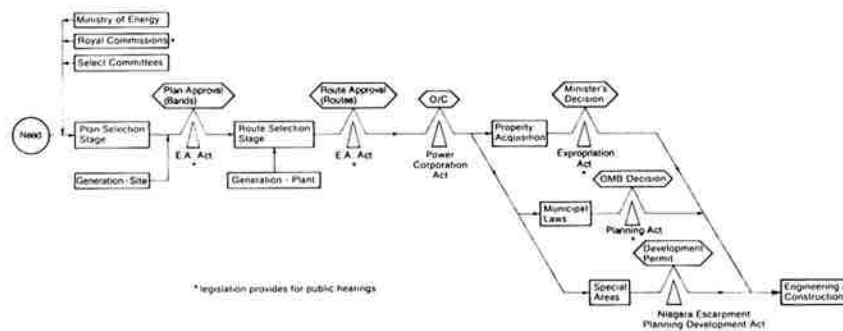 Ministry of Energy
Royal Commissions *
Select Committees
Need
Plan Selection
Stage
Generation - Site
Plan Approval
(Bands)
E.A. Act
*
Route Selection
Stage
Generation - Plant
Route Approval
(Routes)
E.A. Act
*
O/C
Power
Corporation
Act
Property
Acquisition
Minister's
Decision
Expropriation
Act
*
Municipal
Laws
OMB Decision
Planning Act
*
Special
Areas
Development
Permit
Niagara Escarpment
Planning Development Act
Engineering
Construction
* legislation provides for public hearings